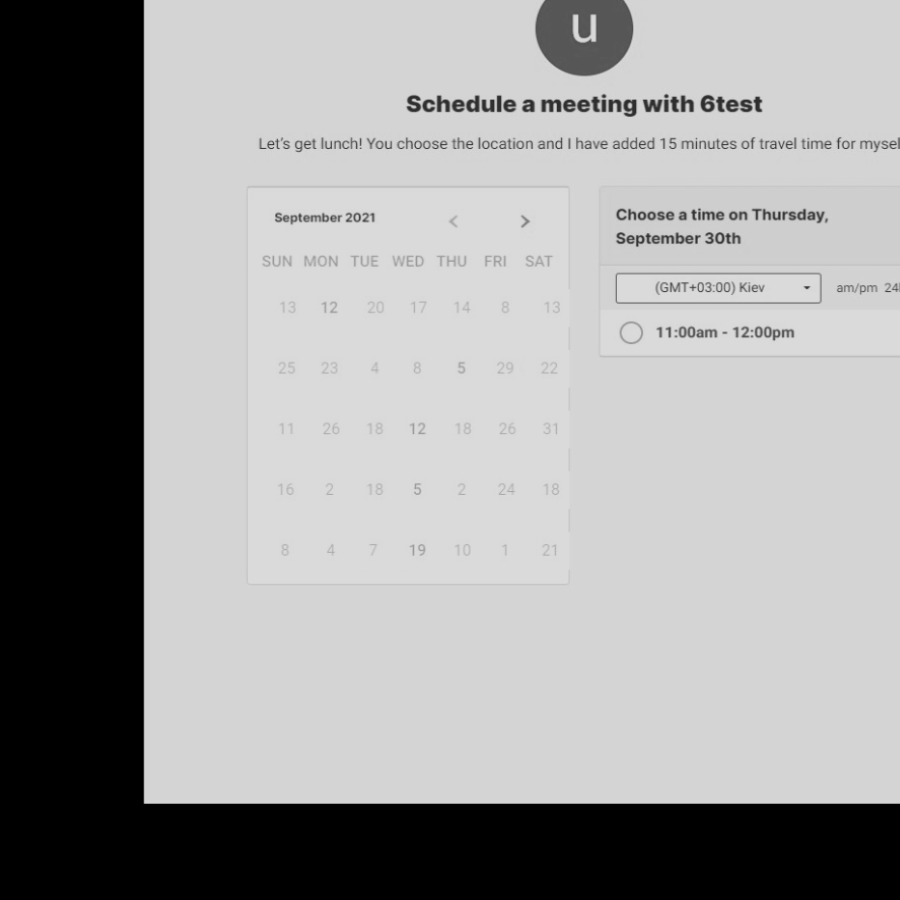 u
Schedule a meeting with 6test
Let's get lunch! You choose the location and I have added 15 minutes of travel time for
September 2021 < >
SUN MON TUE WED THU FRI SAT
13 12 20 17 14 8 13
25 23 4 8 5 29 22
11 26 18 12 18 26 31
16 2 18 5 2 24 18
8 4 7 19 10 1 21
Choose a time on Thursday,
September 30th
(GMT+03:00) Kiev am/pm
11:00am - 12:00pm